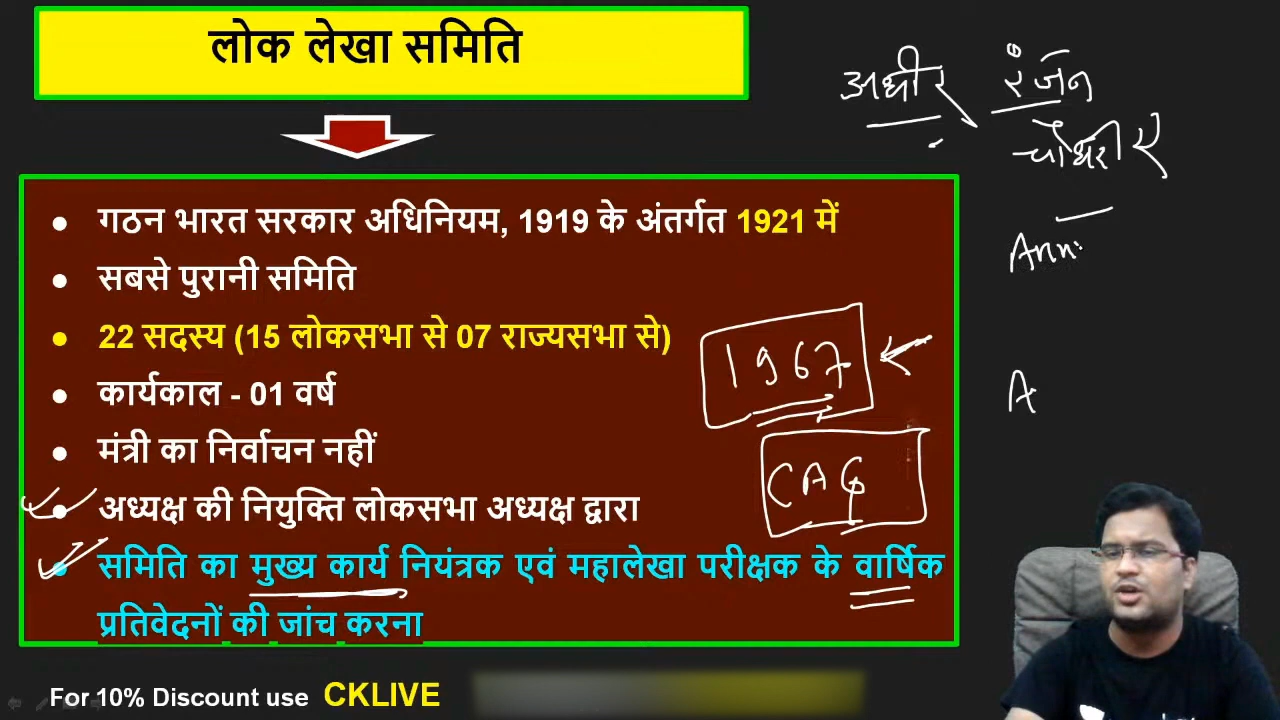 लोक लेखा समिति
अधीर रंजन
चौधरी
गठन भारत सरकार अधिनियम, 1919 के अंतर्गत 1921 में
Ann
सबसे पुरानी समिति
22 सदस्य (15 लोकसभा से 07 राज्यसभा से)
1967
कार्यकाल - 01 वर्ष
A
मंत्री का निर्वाचन नहीं
CAG
अध्यक्ष की नियुक्ति लोकसभा अध्यक्ष द्वारा
समिति का मुख्य कार्य नियंत्रक एवं महालेखा परीक्षक के वार्षिक
प्रतिवेदनों की जांच करना
For 10% Discount use CKLIVE